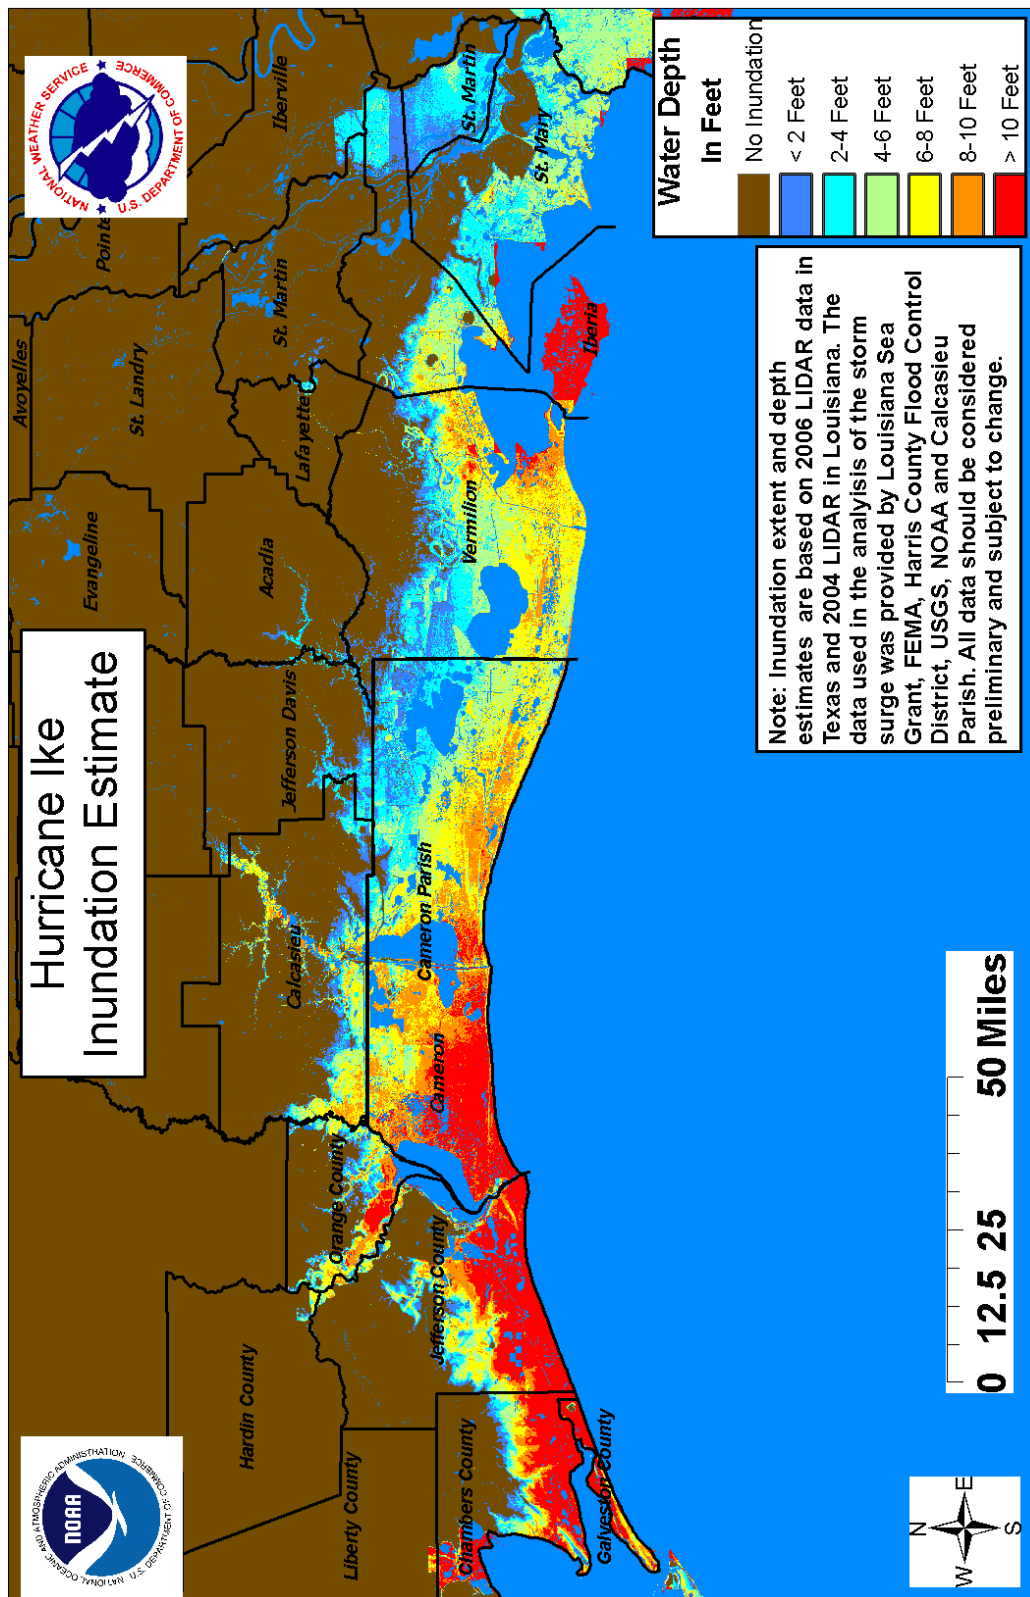 Hurricane Ike
Inundation Estimate
NATIONAL OCEANIC AND ATMOSPHERIC ADMINISTRATION
U.S. DEPARTMENT OF COMMERCE
NOAA
NATIONAL WEATHER SERVICE
U.S. DEPARTMENT OF COMMERCE
Avoyelles
Pointe
Evangeline
St. Landry
Iberville
Hardin County
Calcasieu
Jefferson Davis
Acadia
Lafayette
St. Martin
Liberty County
Orange County
Chambers County
Jefferson County
Cameron
Cameron Parish
Vermilion
St. Martin
St. Mary
Galveston County
Iberia
Water Depth
In Feet
No Inundation
< 2 Feet
2-4 Feet
4-6 Feet
6-8 Feet
8-10 Feet
> 10 Feet
Note: Inundation extent and depth
estimates are based on 2006 LIDAR data in
Texas and 2004 LIDAR in Louisiana. The
data used in the analyisis of the storm
surge was provided by Louisiana Sea
Grant, FEMA, Harris County Flood Control
District, USGS, NOAA and Calcasieu
Parish. All data should be considered
preliminary and subject to change.
N
W E
S
0 12.5 25 50 Miles